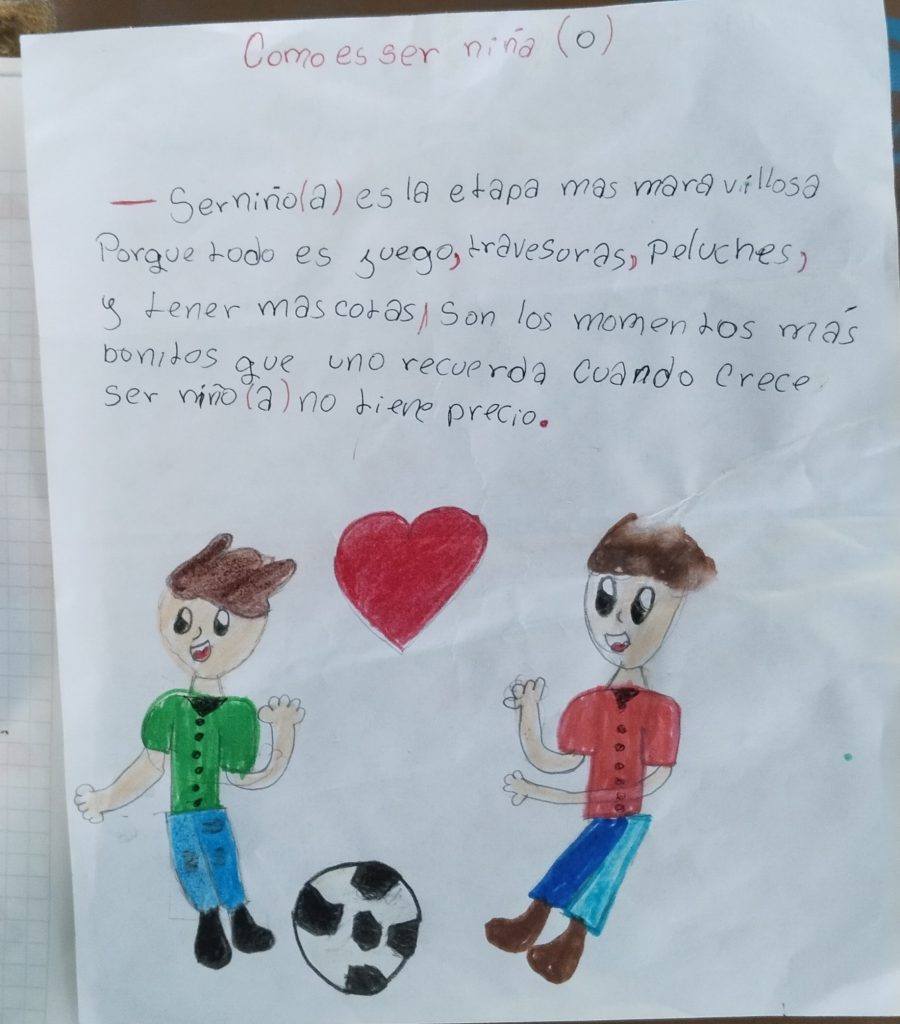 Como es ser niña (o)
— Ser niño(a) es la etapa mas maravillosa
Porque todo es juego, travesoras, Peluches,
y tener mascotas, Son los momentos más
bonitos que uno recuerda cuando crece
ser niño(a) no tiene precio.